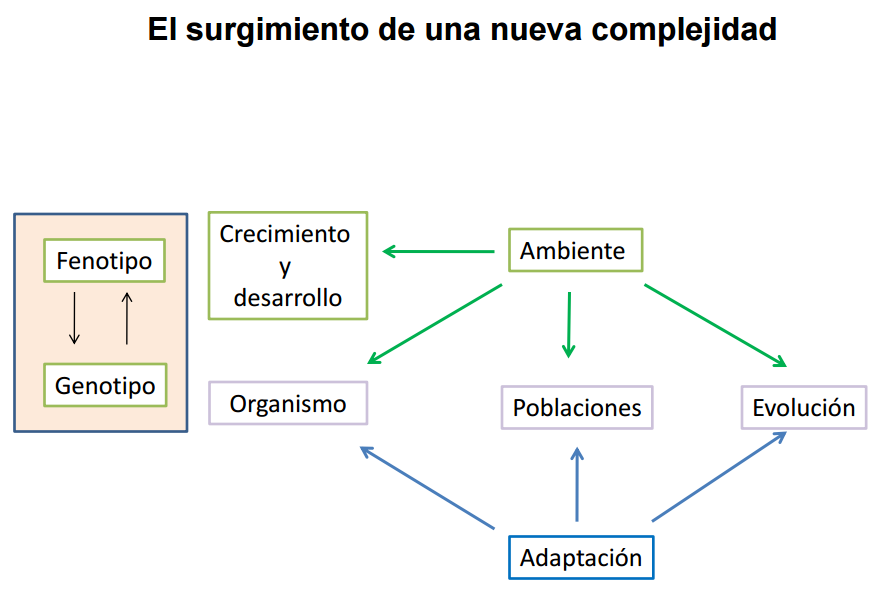 El surgimiento de una nueva complejidad
Fenotipo
Genotipo
Crecimiento
y
desarrollo
Ambiente
Organismo
Poblaciones
Evolución
Adaptación